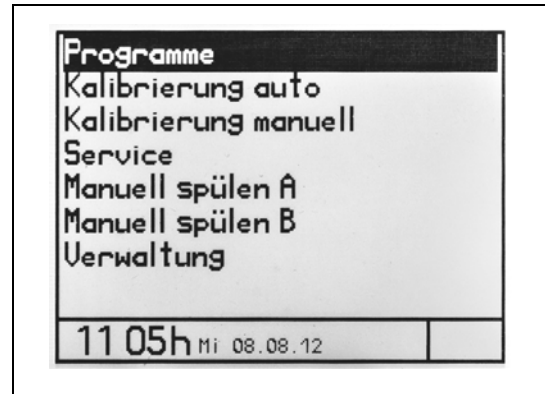 Programme
Kalibrierung auto
Kalibrierung manuell
Service
Manuell spülen A
Manuell spülen B
Verwaltung
11 05h Mi 08.08.12